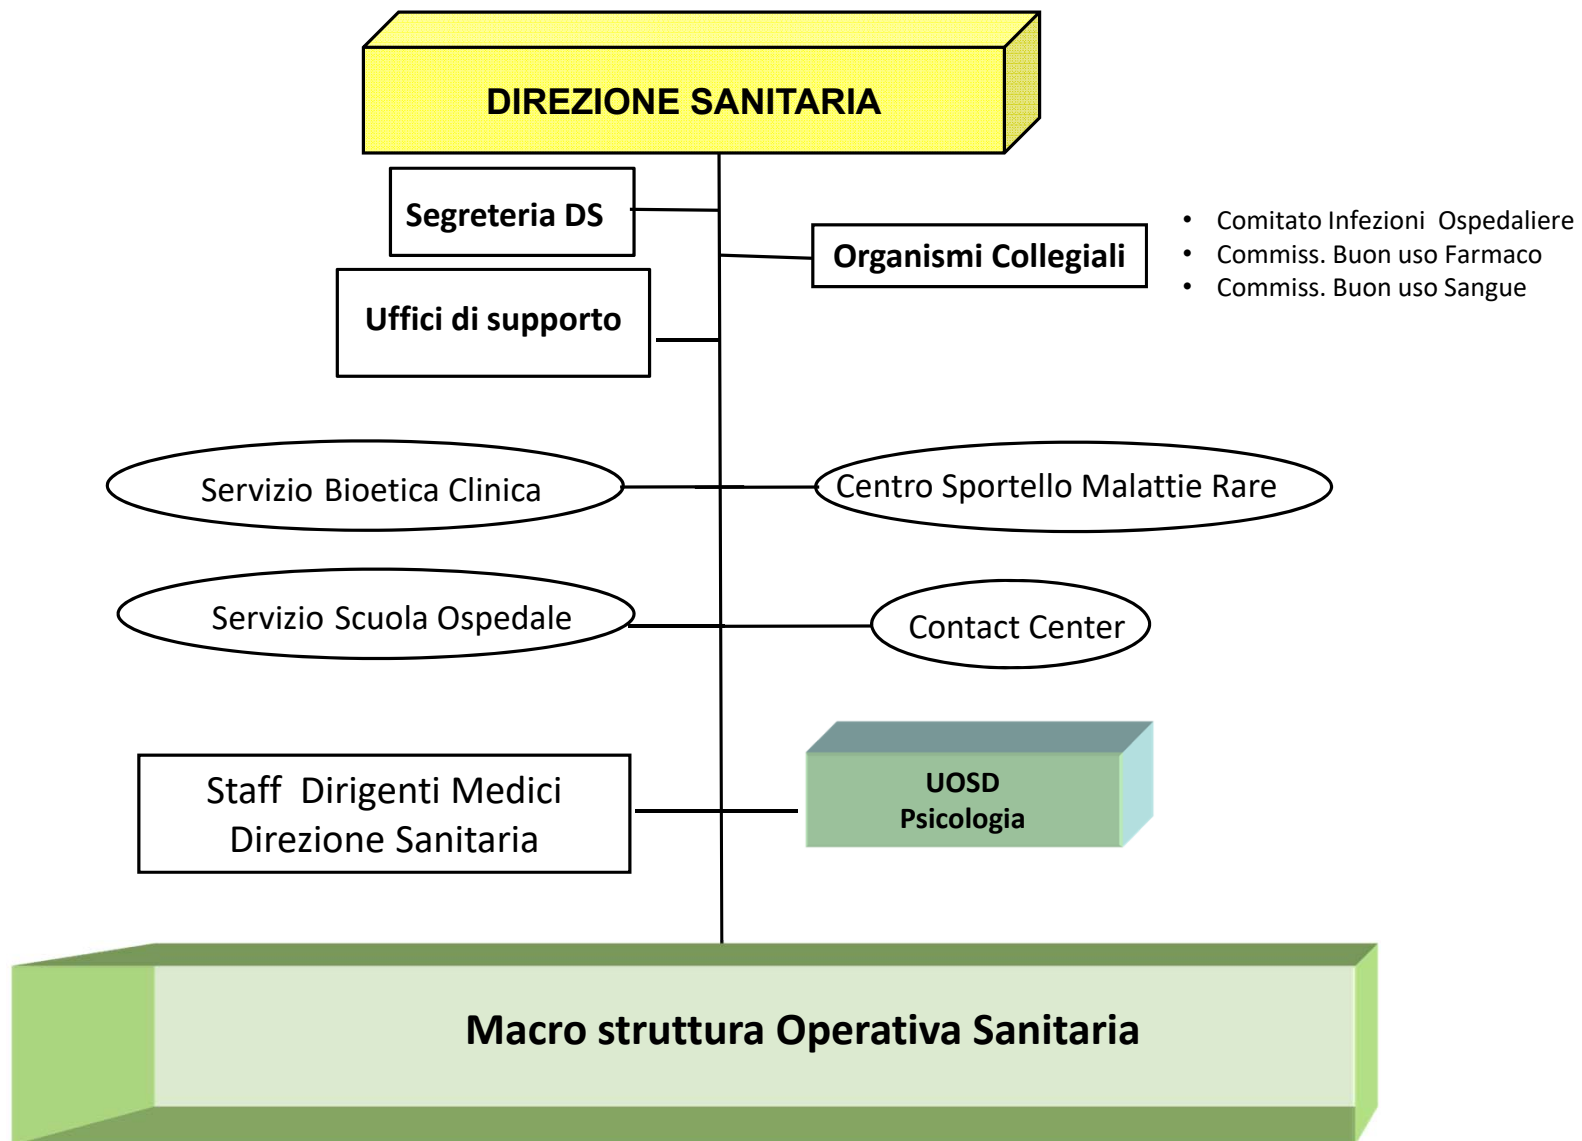 DIREZIONE SANITARIA
Segreteria DS
Organismi Collegiali
• Comitato Infezioni Ospedaliere
• Commiss. Buon uso Farmaco
• Commiss. Buon uso Sangue
Uffici di supporto
Servizio Bioetica Clinica
Centro Sportello Malattie Rare
Servizio Scuola Ospedale
Contact Center
Staff Dirigenti Medici
Direzione Sanitaria
UOSD
Psicologia
Macro struttura Operativa Sanitaria